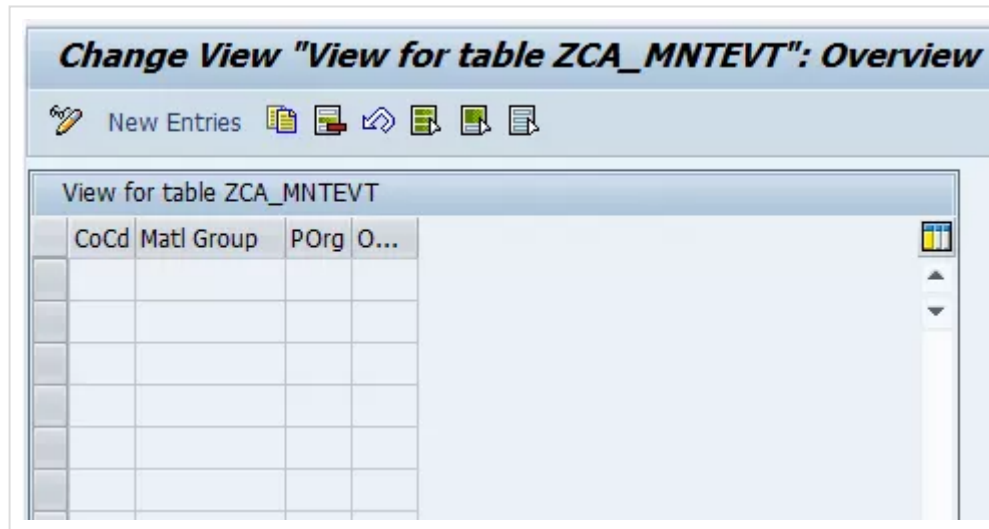 Change View "View for table ZCA_MNTEVT": Overview
New Entries
View for table ZCA_MNTEVT
CoCd Matl Group POrg O...